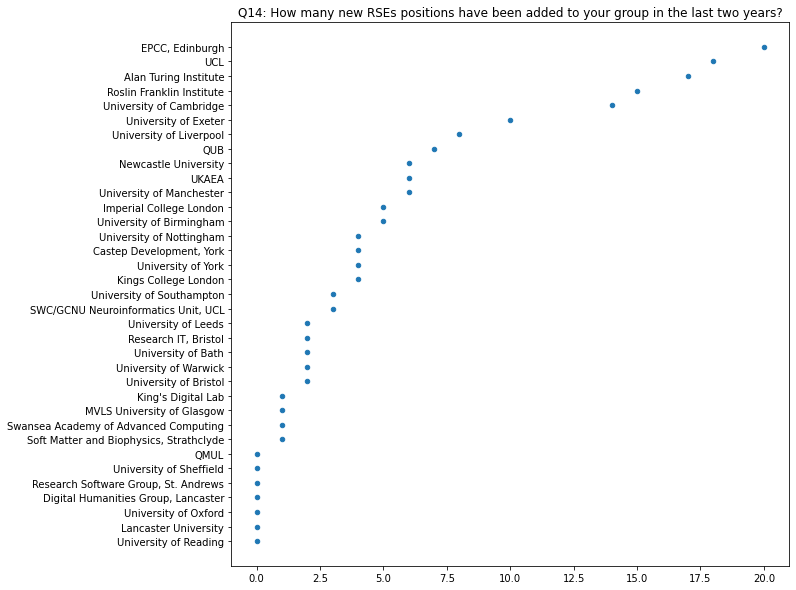 Q14: How many new RSEs positions have been added to your group in the last two years?
EPCC, Edinburgh
UCL
Alan Turing Institute
Roslin Franklin Institute
University of Cambridge
University of Exeter
University of Liverpool
QUB
Newcastle University
UKAEA
University of Manchester
Imperial College London
University of Birmingham
University of Nottingham
Castep Development, York
University of York
Kings College London
University of Southampton
SWC/GCNU Neuroinformatics Unit, UCL
University of Leeds
Research IT, Bristol
University of Bath
University of Warwick
University of Bristol
King's Digital Lab
MVLS University of Glasgow
Swansea Academy of Advanced Computing
Soft Matter and Biophysics, Strathclyde
QMUL
University of Sheffield
Research Software Group, St. Andrews
Digital Humanities Group, Lancaster
University of Oxford
Lancaster University
University of Reading
0.0 2.5 5.0 7.5 10.0 12.5 15.0 17.5 20.0